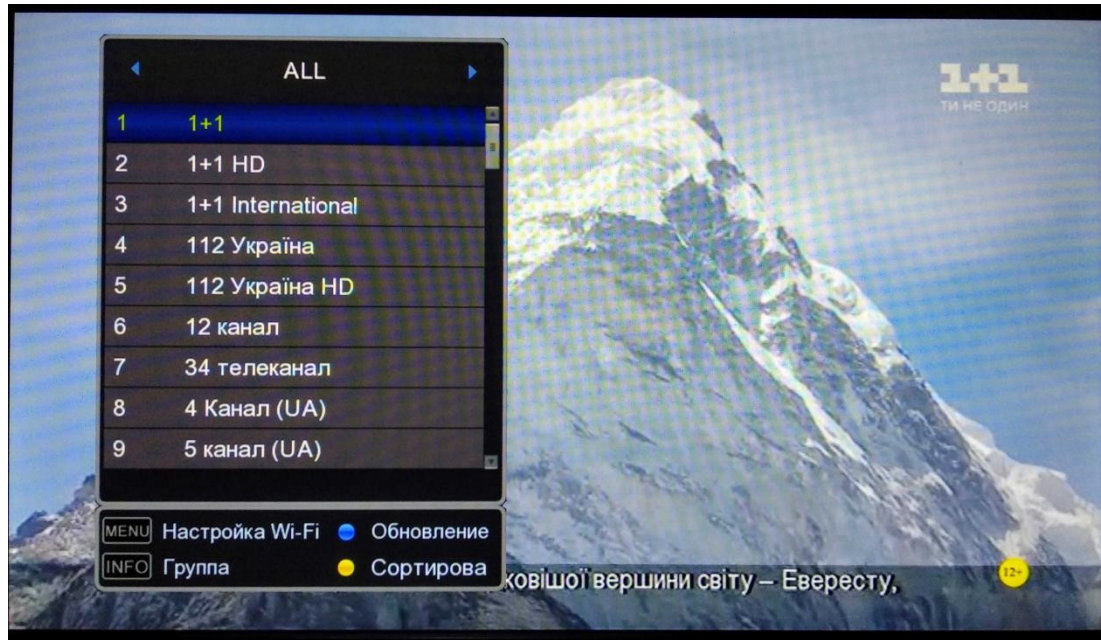 ALL
1 1+1
2 1+1 HD
3 1+1 International
4 112 Україна
5 112 Україна HD
6 12 канал
7 34 телеканал
8 4 Канал (UA)
9 5 канал (UA)
MENU Настройка Wi-Fi Обновление
INFO Группа Сортирова
1+1
ТИ НЕ ОДИН
ковішої вершини світу – Евересту,
12+